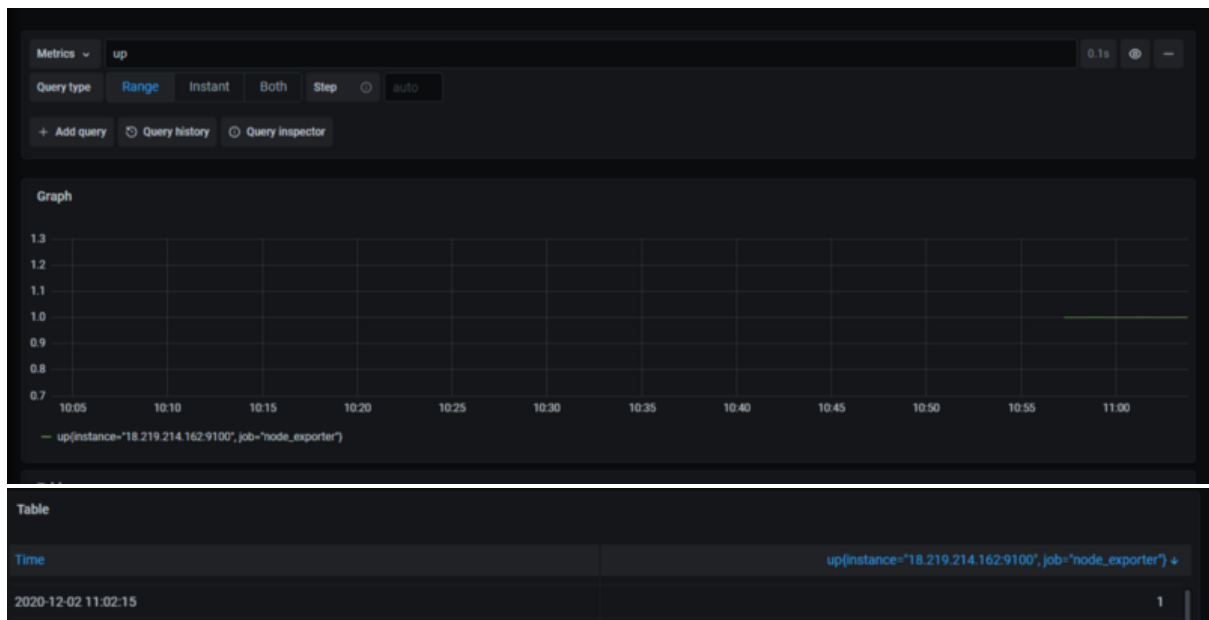 Metrics up 0.1s
Query type Range Instant Both Step auto
+ Add query Query history Query inspector
Graph
1.3
1.2
1.1
1.0
0.9
0.8
0.7
10:05 10:10 10:15 10:20 10:25 10:30 10:35 10:40 10:45 10:50 10:55 11:00
up{instance="18.219.214.162:9100", job="node_exporter"}
Table
Time up{instance="18.219.214.162:9100", job="node_exporter"} ↓
2020-12-02 11:02:15 1